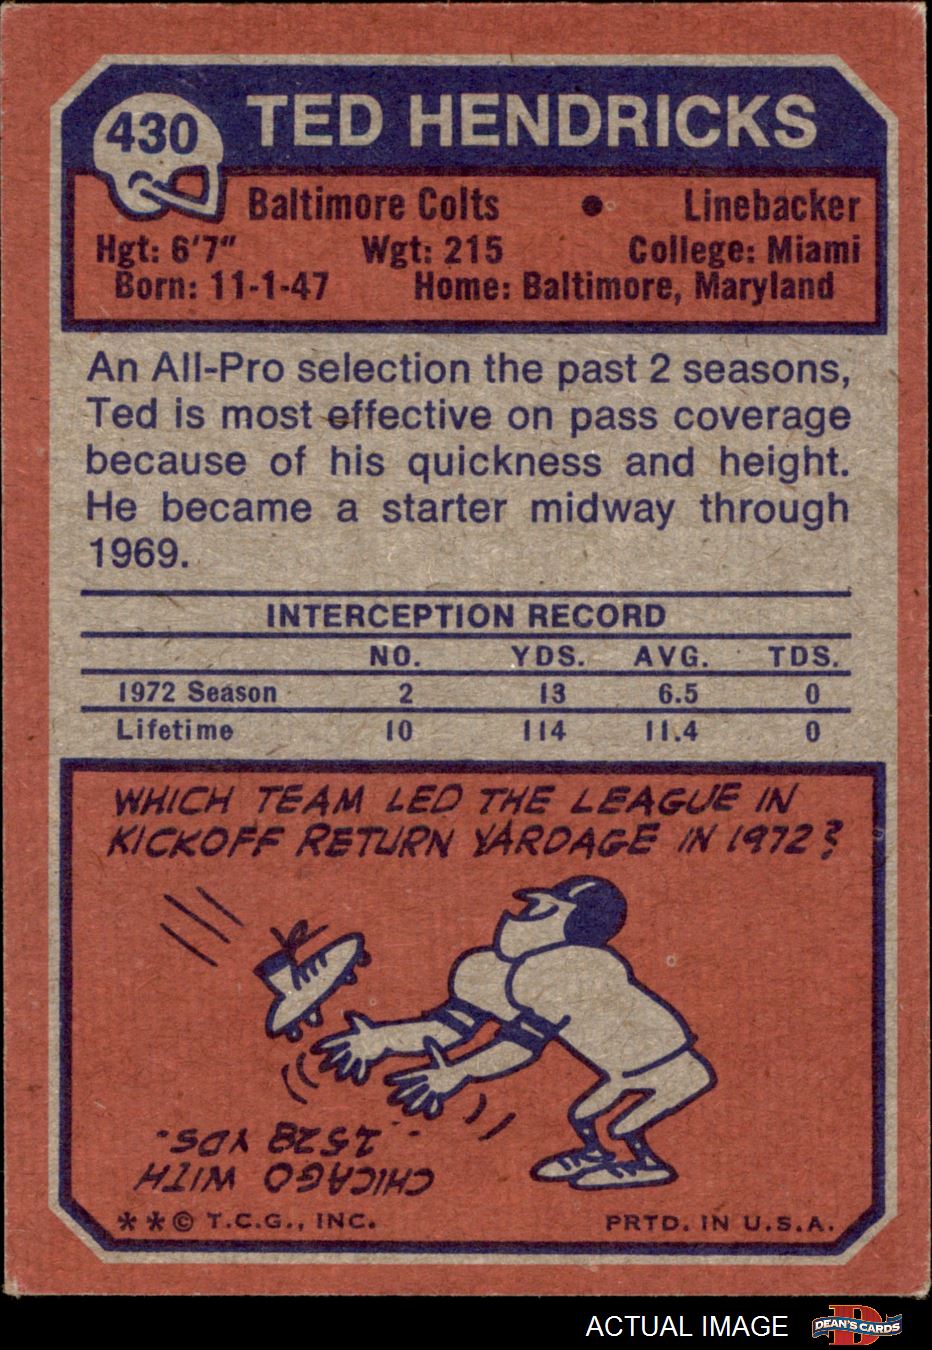 430
TED HENDRICKS
Baltimore Colts • Linebacker
Hgt: 6'7" Wgt: 215 College: Miami
Born: 11-1-47 Home: Baltimore, Maryland
An All-Pro selection the past 2 seasons,
Ted is most effective on pass coverage
because of his quickness and height.
He became a starter midway through
1969.
INTERCEPTION RECORD
NO. YDS. AVG. TDS.
1972 Season 2 13 6.5 0
Lifetime 10 114 11.4 0
WHICH TEAM LED THE LEAGUE IN
KICKOFF RETURN YARDAGE IN 1972?
CHICAGO WITH
2528 YDS.
**© T.C.G., INC. PRTD. IN U.S.A.
ACTUAL IMAGE
DEAN'S CARDS